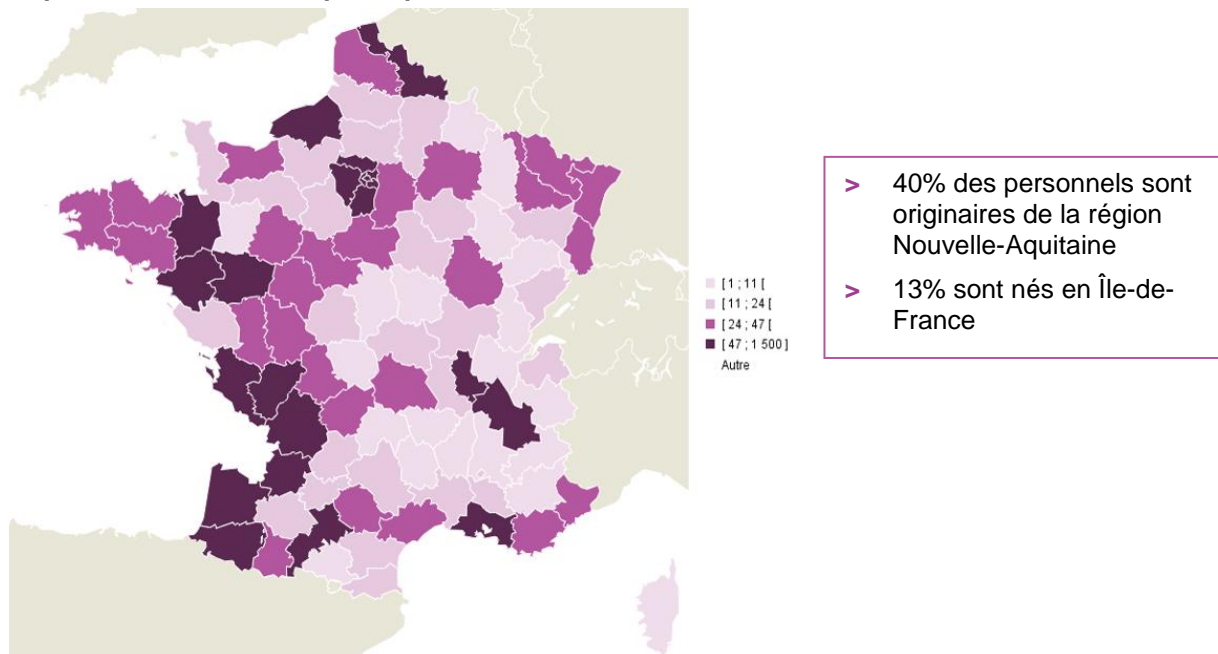 [ 1 ; 11 [
[ 11 ; 24 [
[ 24 ; 47 [
[ 47 ; 1 500 ]
Autre
> 40% des personnels sont
originaires de la région
Nouvelle-Aquitaine
> 13% sont nés en Île-de-
France